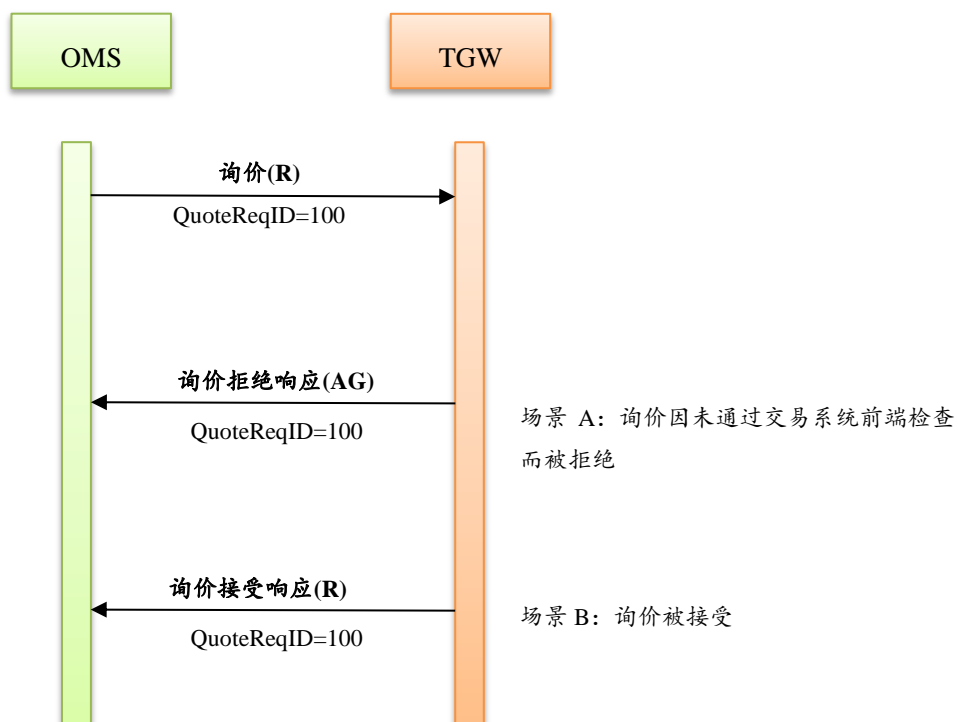 OMS
TGW
询价(R)
QuoteReqID=100
询价拒绝响应(AG)
QuoteReqID=100
场景 A：询价因未通过交易系统前端检查
而被拒绝
询价接受响应(R)
QuoteReqID=100
场景 B：询价被接受